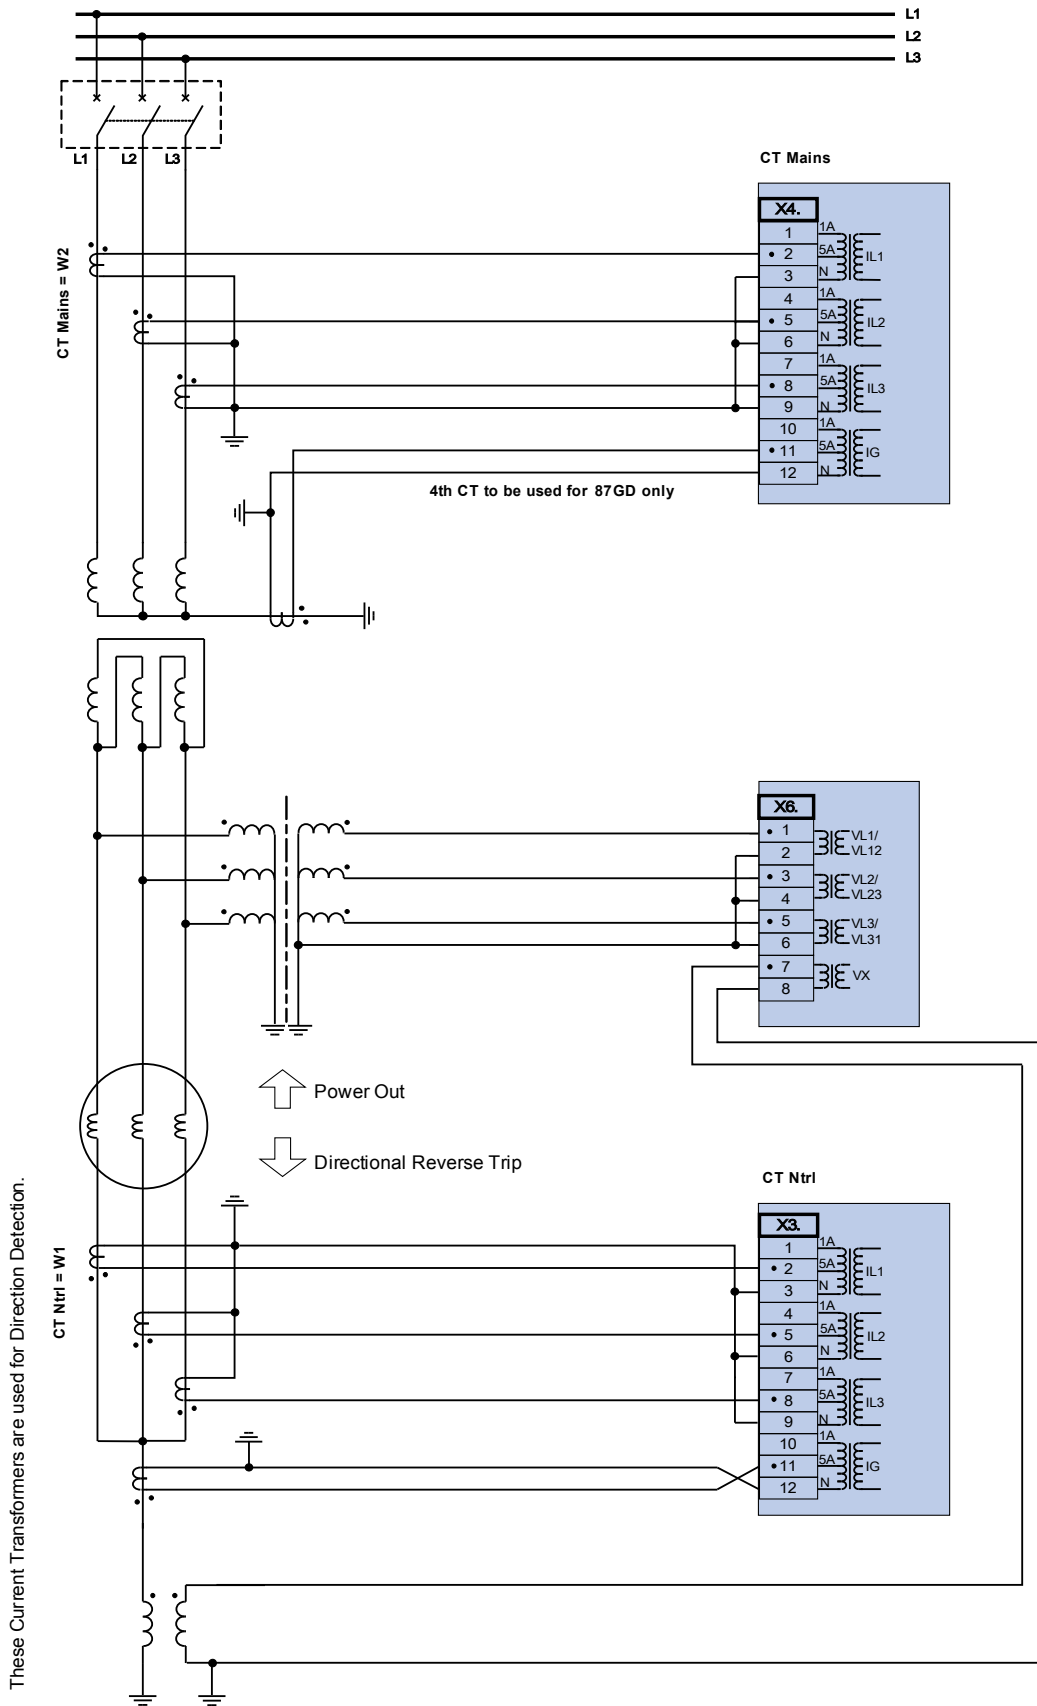 L1
L2
L3
L1 L2 L3
CT Mains = W2
CT Mains
X4.
1 1A
2 5A IL1
3 N
4 1A
5 5A IL2
6 N
7 1A
8 5A IL3
9 N
10 1A
11 5A IG
12 N
4th CT to be used for 87GD only
X6.
1 VL1/
2 VL12
3 VL2/
4 VL23
5 VL3/
6 VL31
7 VX
8
Power Out
Directional Reverse Trip
These Current Transformers are used for Direction Detection.
CT Ntrl = W1
CT Ntrl
X3.
1 1A
2 5A IL1
3 N
4 1A
5 5A IL2
6 N
7 1A
8 5A IL3
9 N
10 1A
11 5A IG
12 N